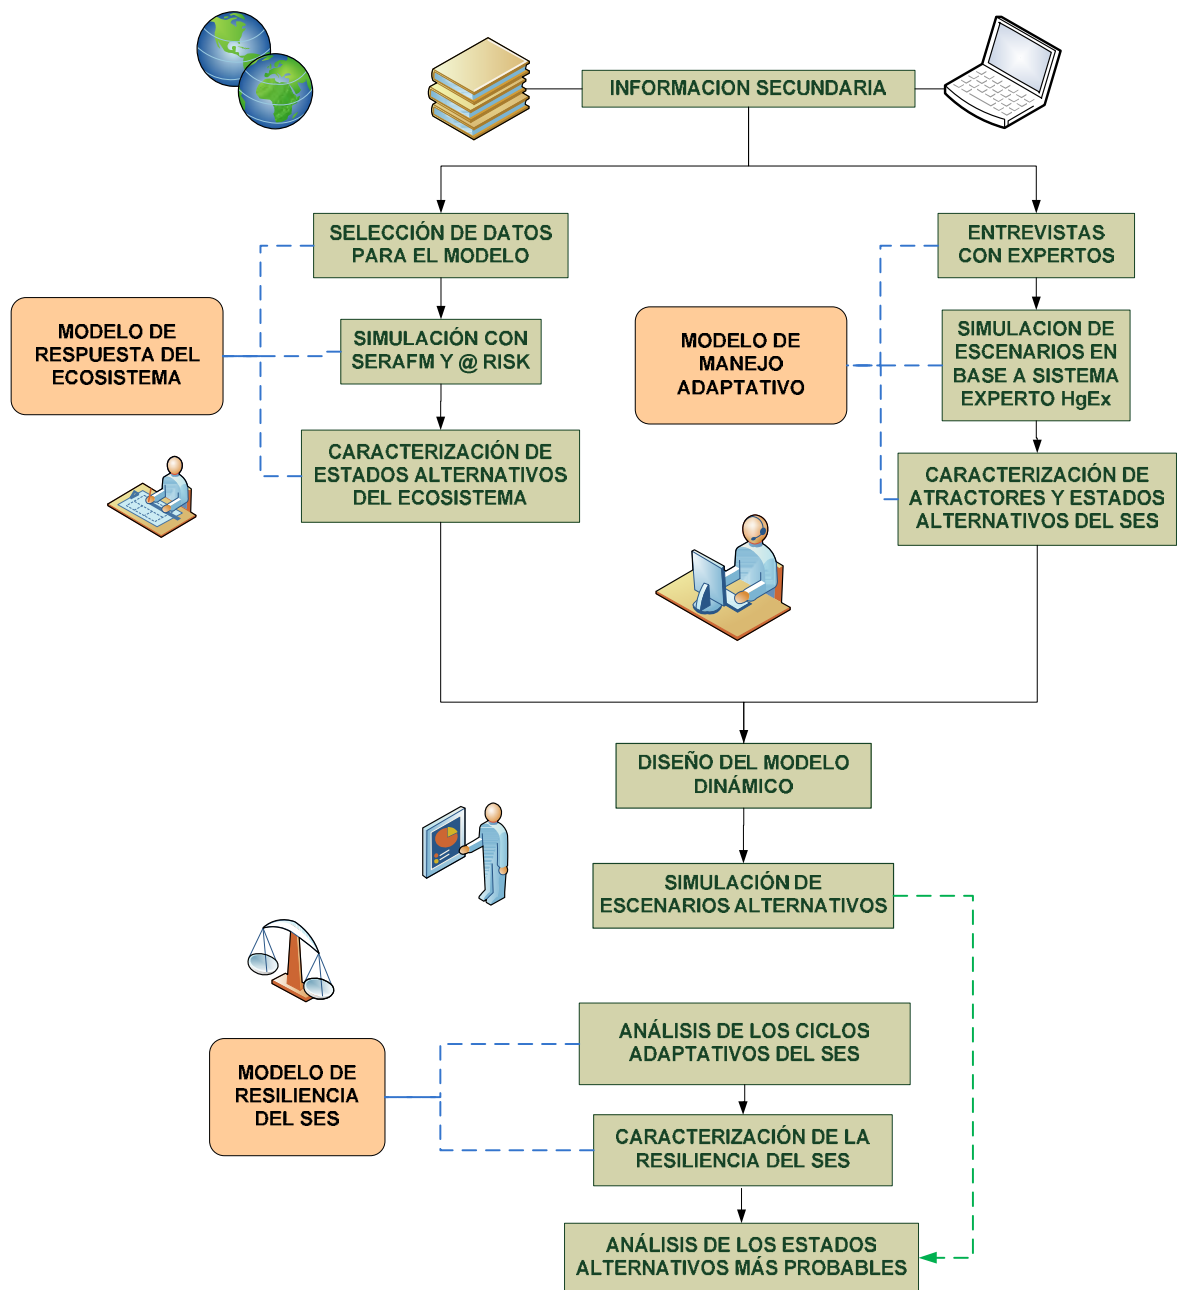 INFORMACION SECUNDARIA
SELECCIÓN DE DATOS
PARA EL MODELO
ENTREVISTAS
CON EXPERTOS
MODELO DE
RESPUESTA DEL
ECOSISTEMA
SIMULACIÓN CON
SERAFM Y @ RISK
MODELO DE
MANEJO
ADAPTATIVO
SIMULACION DE
ESCENARIOS EN
BASE A SISTEMA
EXPERTO HgEx
CARACTERIZACIÓN DE
ESTADOS ALTERNATIVOS
DEL ECOSISTEMA
CARACTERIZACIÓN DE
ATRACTORES Y ESTADOS
ALTERNATIVOS DEL SES
DISEÑO DEL MODELO
DINÁMICO
SIMULACIÓN DE
ESCENARIOS ALTERNATIVOS
ANÁLISIS DE LOS CICLOS
ADAPTATIVOS DEL SES
MODELO DE
RESILIENCIA
DEL SES
CARACTERIZACIÓN DE LA
RESILIENCIA DEL SES
ANÁLISIS DE LOS ESTADOS
ALTERNATIVOS MÁS PROBABLES